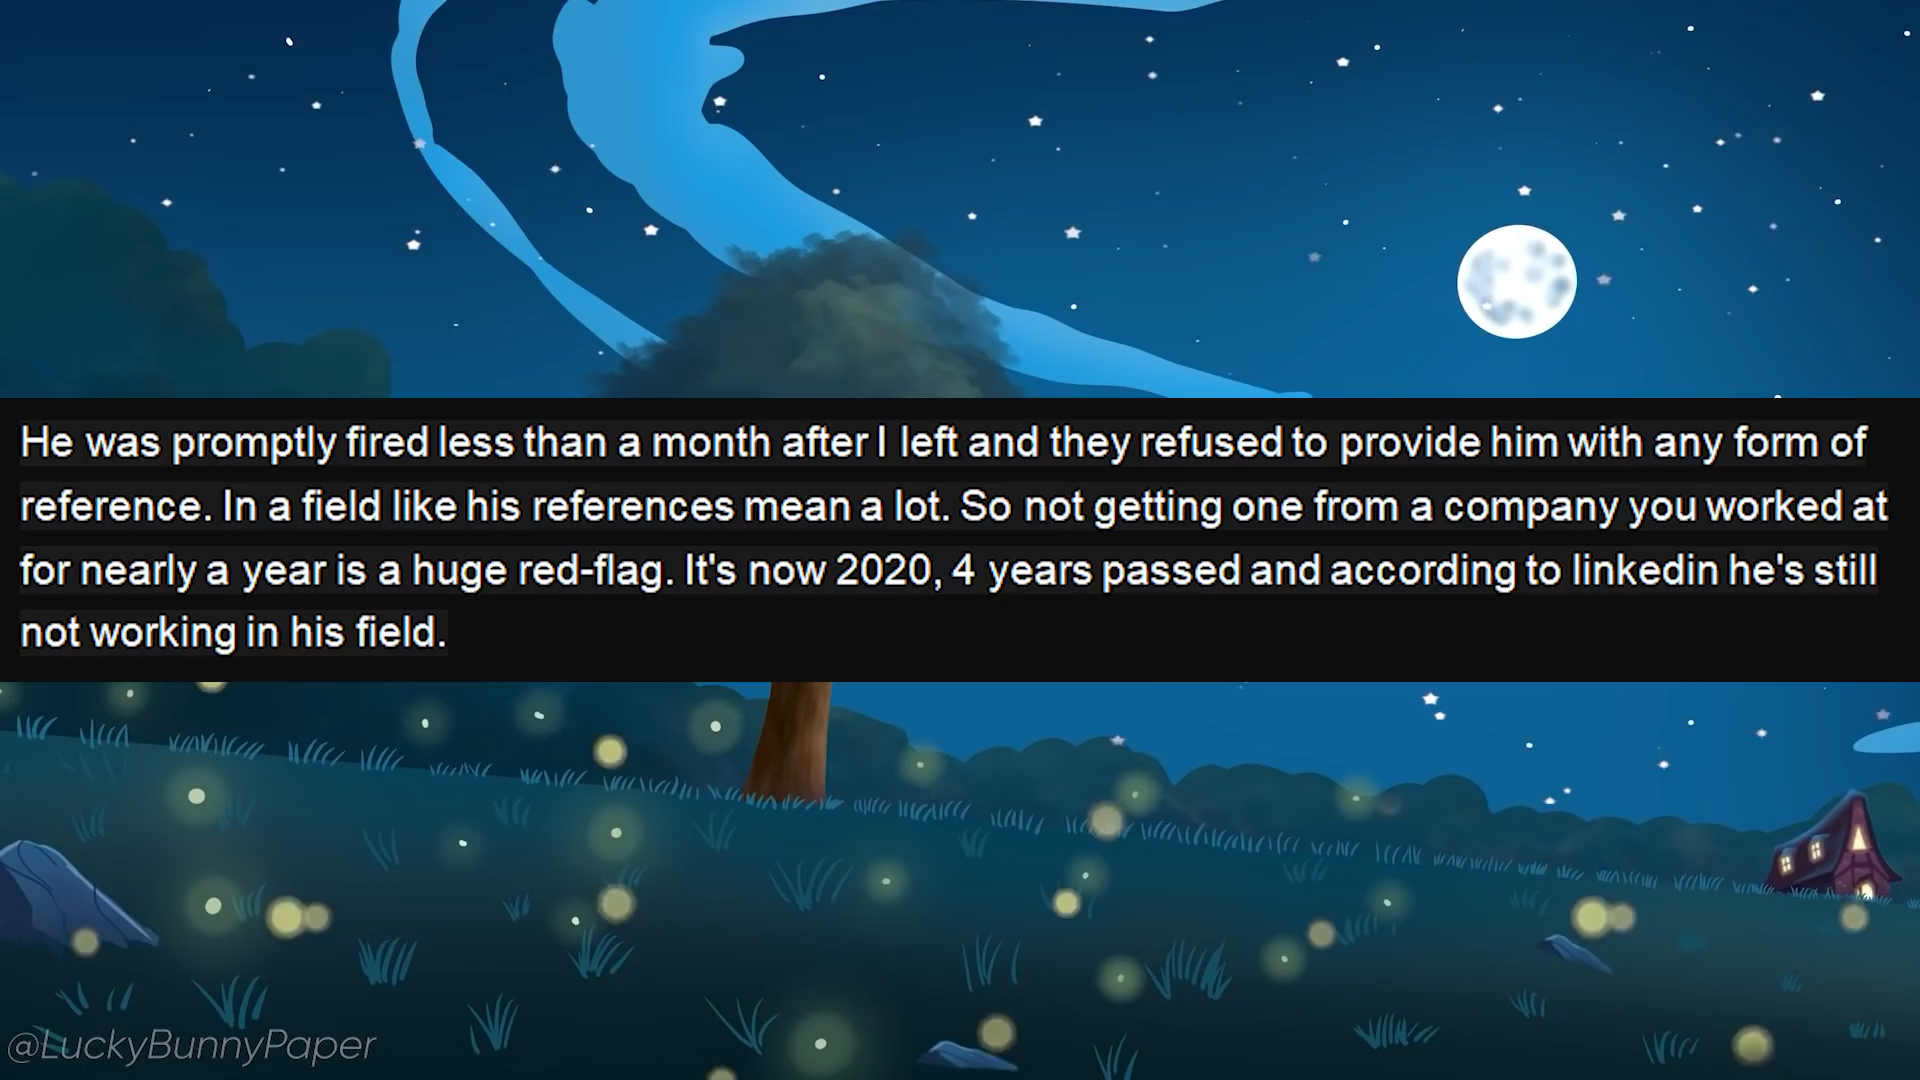 He was promptly fired less than a month after I left and they refused to provide him with any form of
reference. In a field like his references mean a lot. So not getting one from a company you worked at
for nearly a year is a huge red-flag. It's now 2020, 4 years passed and according to linkedin he's still
not working in his field.
@LuckyBunnyPaper